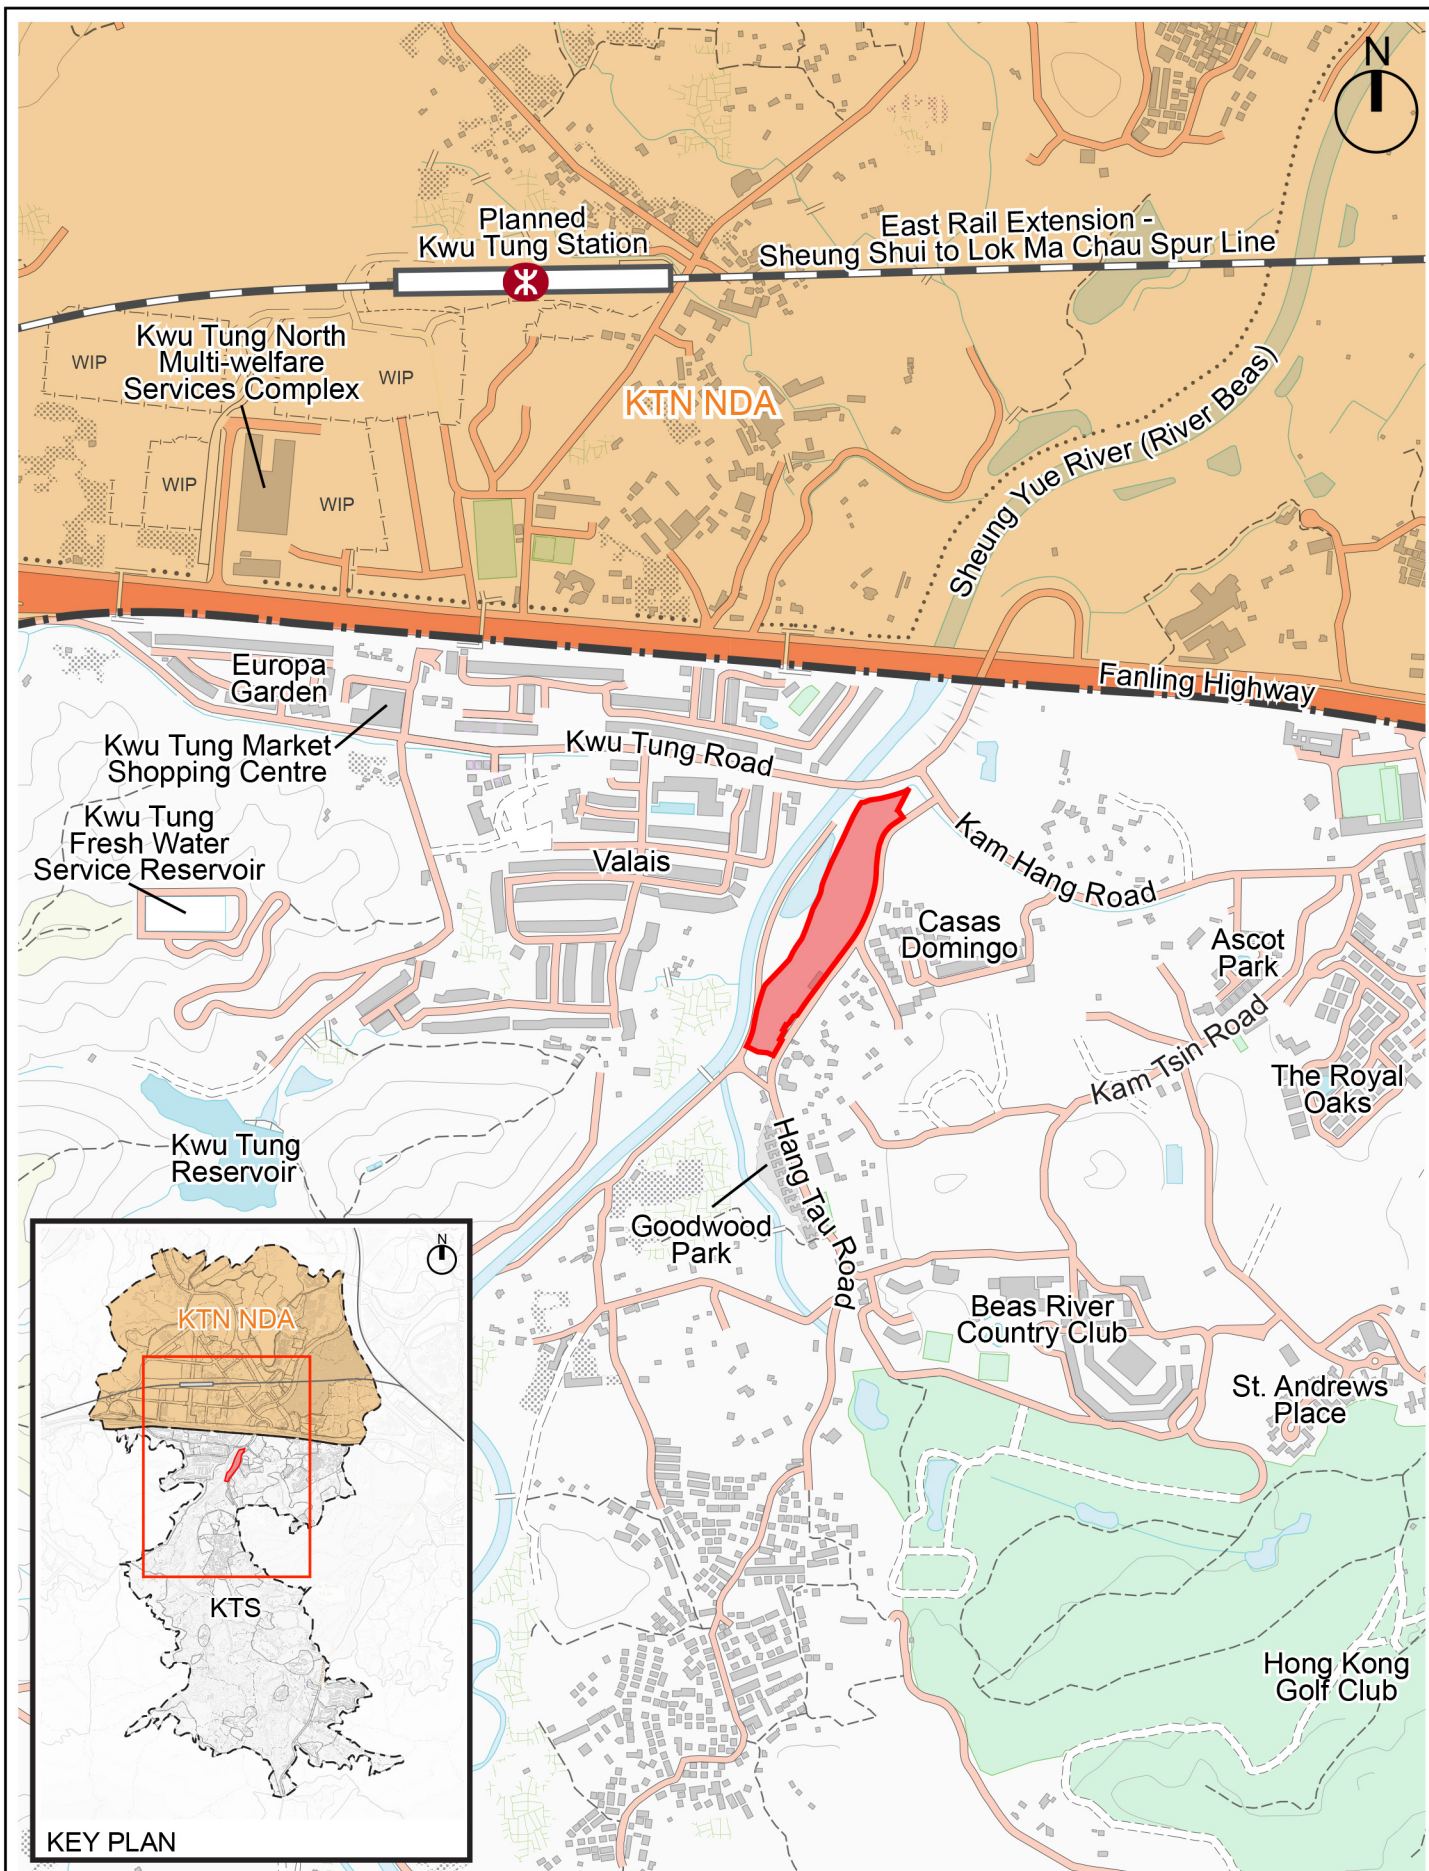 N
Planned
Kwu Tung Station
East Rail Extension -
Sheung Shui to Lok Ma Chau Spur Line
Kwu Tung North
Multi-welfare
Services Complex
WIP
WIP
WIP
WIP
KTN NDA
Sheung Yue River (River Beas)
Fanling Highway
Europa
Garden
Kwu Tung Market
Shopping Centre
Kwu Tung Road
Kwu Tung
Fresh Water
Service Reservoir
Valais
Kam Hang Road
Casas
Domingo
Ascot
Park
Kam Tsin Road
The Royal
Oaks
Kwu Tung
Reservoir
Hang Tau Road
Goodwood
Park
Beas River
Country Club
St. Andrews
Place
Hong Kong
Golf Club
N
KTN NDA
KTS
KEY PLAN